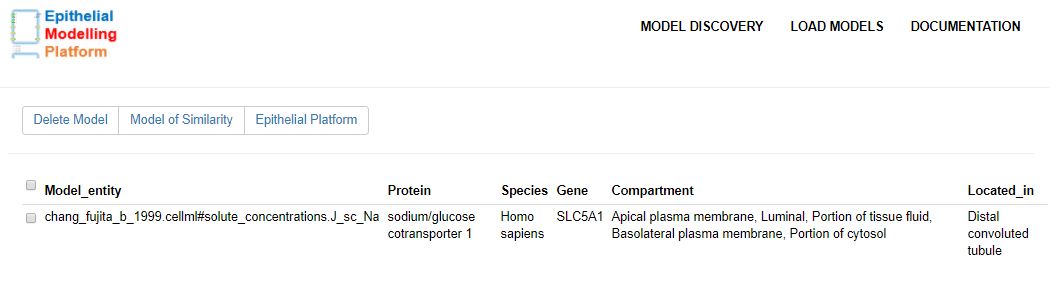 Epithelial
Modelling
Platform
MODEL DISCOVERY LOAD MODELS DOCUMENTATION
Delete Model Model of Similarity Epithelial Platform
Model_entity Protein Species Gene Compartment Located_in
chang_fujita_b_1999.cellml#solute_concentrations.J_sc_Na sodium/glucose Homo SLC5A1 Apical plasma membrane, Luminal, Portion of tissue fluid, Distal
cotransporter 1 sapiens Basolateral plasma membrane, Portion of cytosol convoluted
tubule